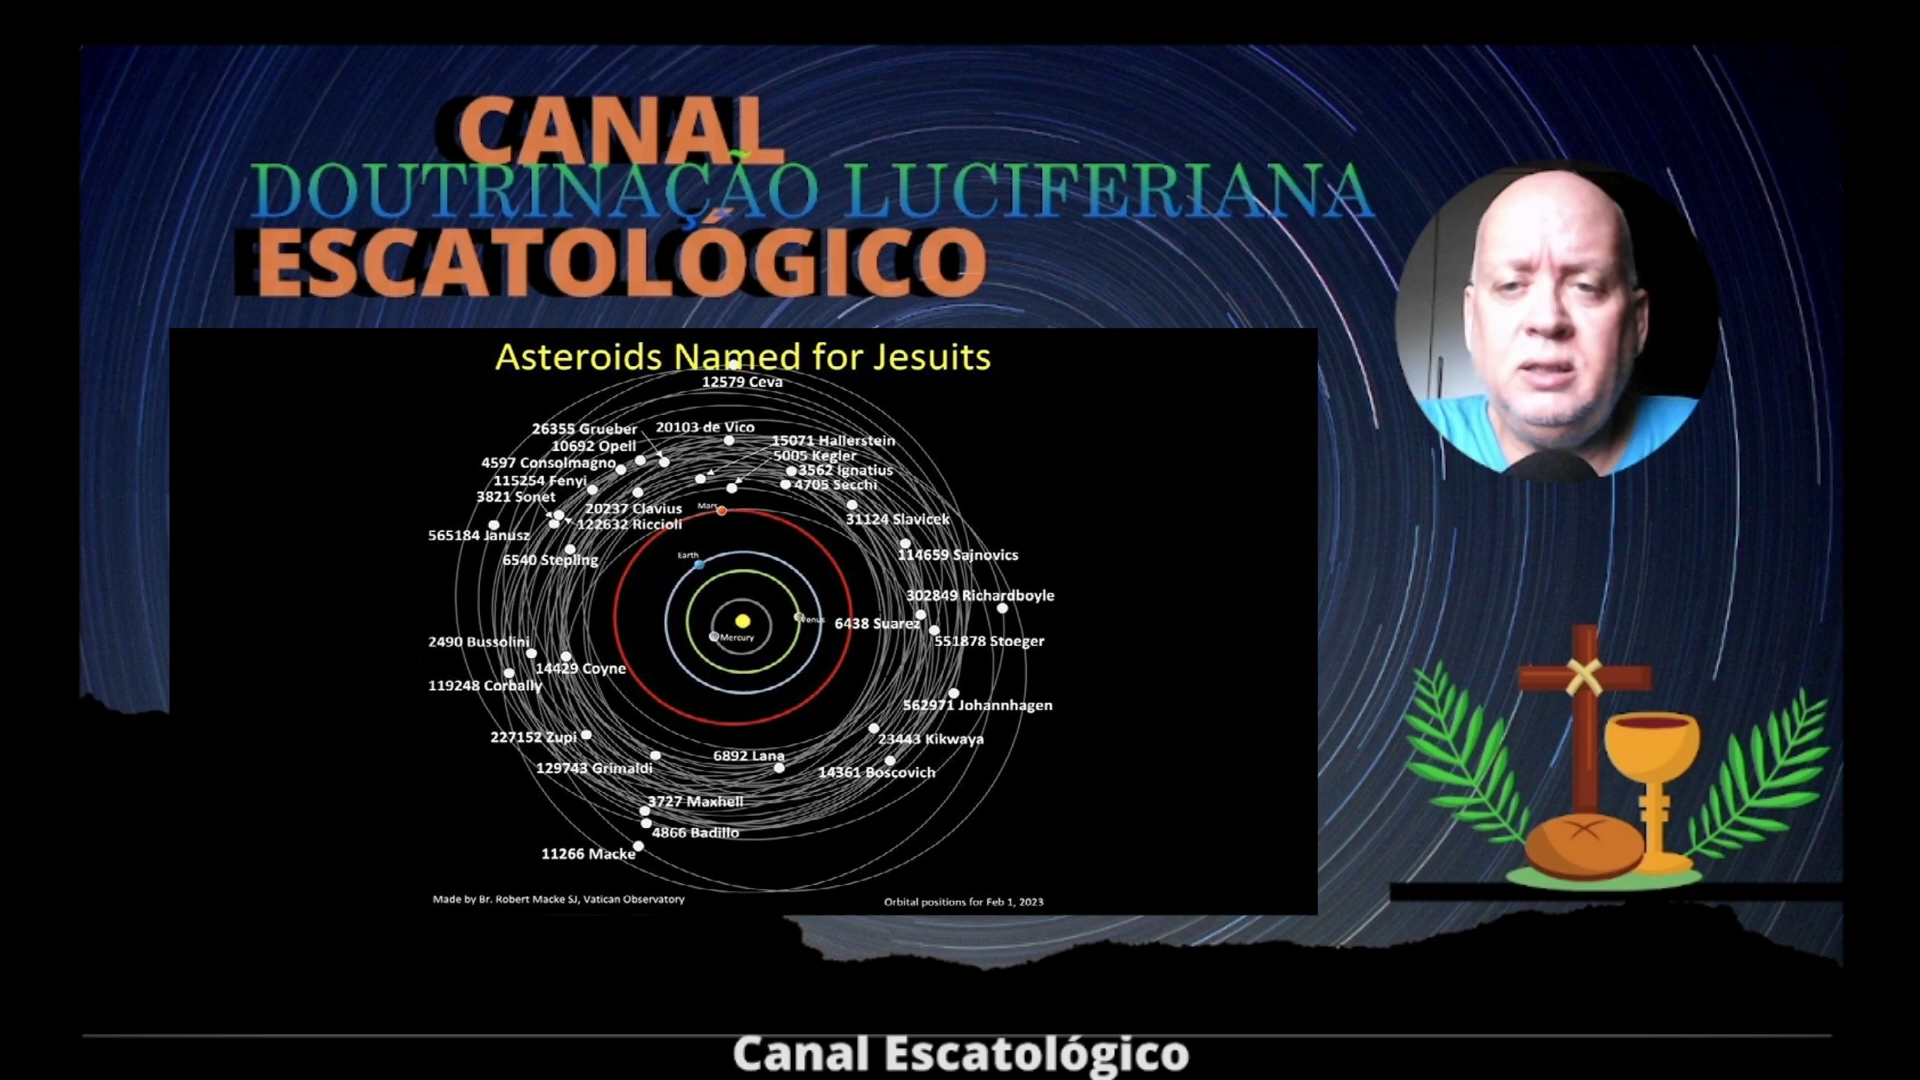 CANAL
DOUTRINAÇÃO LUCIFERIANA
ESCATOLÓGICO
Asteroids Named for Jesuits
12579 Ceva
26355 Grueber
20103 de Vico
10692 Opell
15071 Hallerstein
5005 Kegler
4597 Consolmagno
3562 Ignatius
115254 Fenyi
4705 Secchi
3821 Sonet
20237 Clavius
Mars
31124 Slavicek
122632 Riccioli
565184 Janusz
6540 Stepling
Earth
114659 Sajnovics
302849 Richardboyle
Venus
6438 Suarez
Mercury
2490 Bussolini
551878 Stoeger
14429 Coyne
119248 Corbally
562971 Johannhagen
227152 Zupi
23443 Kikwaya
6892 Lana
129743 Grimaldi
14361 Boscovich
3727 Maxhell
4866 Badillo
11266 Macke
Made by Br. Robert Macke SJ, Vatican Observatory
Orbital positions for Feb 1, 2023
Canal Escatológico